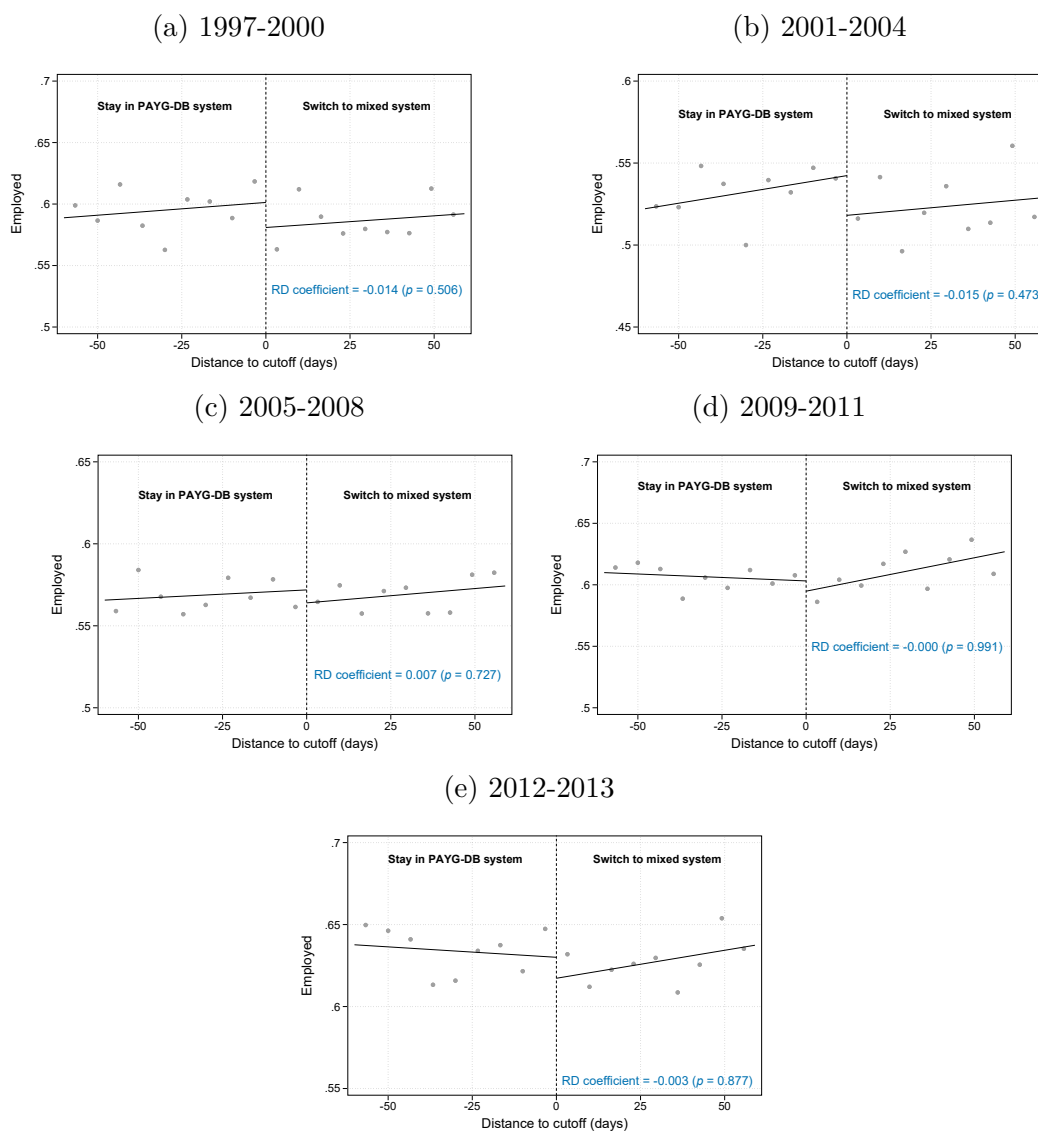 (a) 1997-2000
.7
.65
.6
.55
.5
Employed
Stay in PAYG-DB system
Switch to mixed system
RD coefficient = -0.014 (p = 0.506)
-50
-25
0
25
50
Distance to cutoff (days)
(b) 2001-2004
.6
.55
.5
.45
Employed
Stay in PAYG-DB system
Switch to mixed system
RD coefficient = -0.015 (p = 0.473
-50
-25
0
25
50
Distance to cutoff (days)
(c) 2005-2008
.65
.6
.55
.5
Employed
Stay in PAYG-DB system
Switch to mixed system
RD coefficient = 0.007 (p = 0.727)
-50
-25
0
25
50
Distance to cutoff (days)
(d) 2009-2011
.7
.65
.6
.55
.5
Employed
Stay in PAYG-DB system
Switch to mixed system
RD coefficient = -0.000 (p = 0.991)
-50
-25
0
25
50
Distance to cutoff (days)
(e) 2012-2013
.7
.65
.6
.55
Employed
Stay in PAYG-DB system
Switch to mixed system
RD coefficient = -0.003 (p = 0.877)
-50
-25
0
25
50
Distance to cutoff (days)